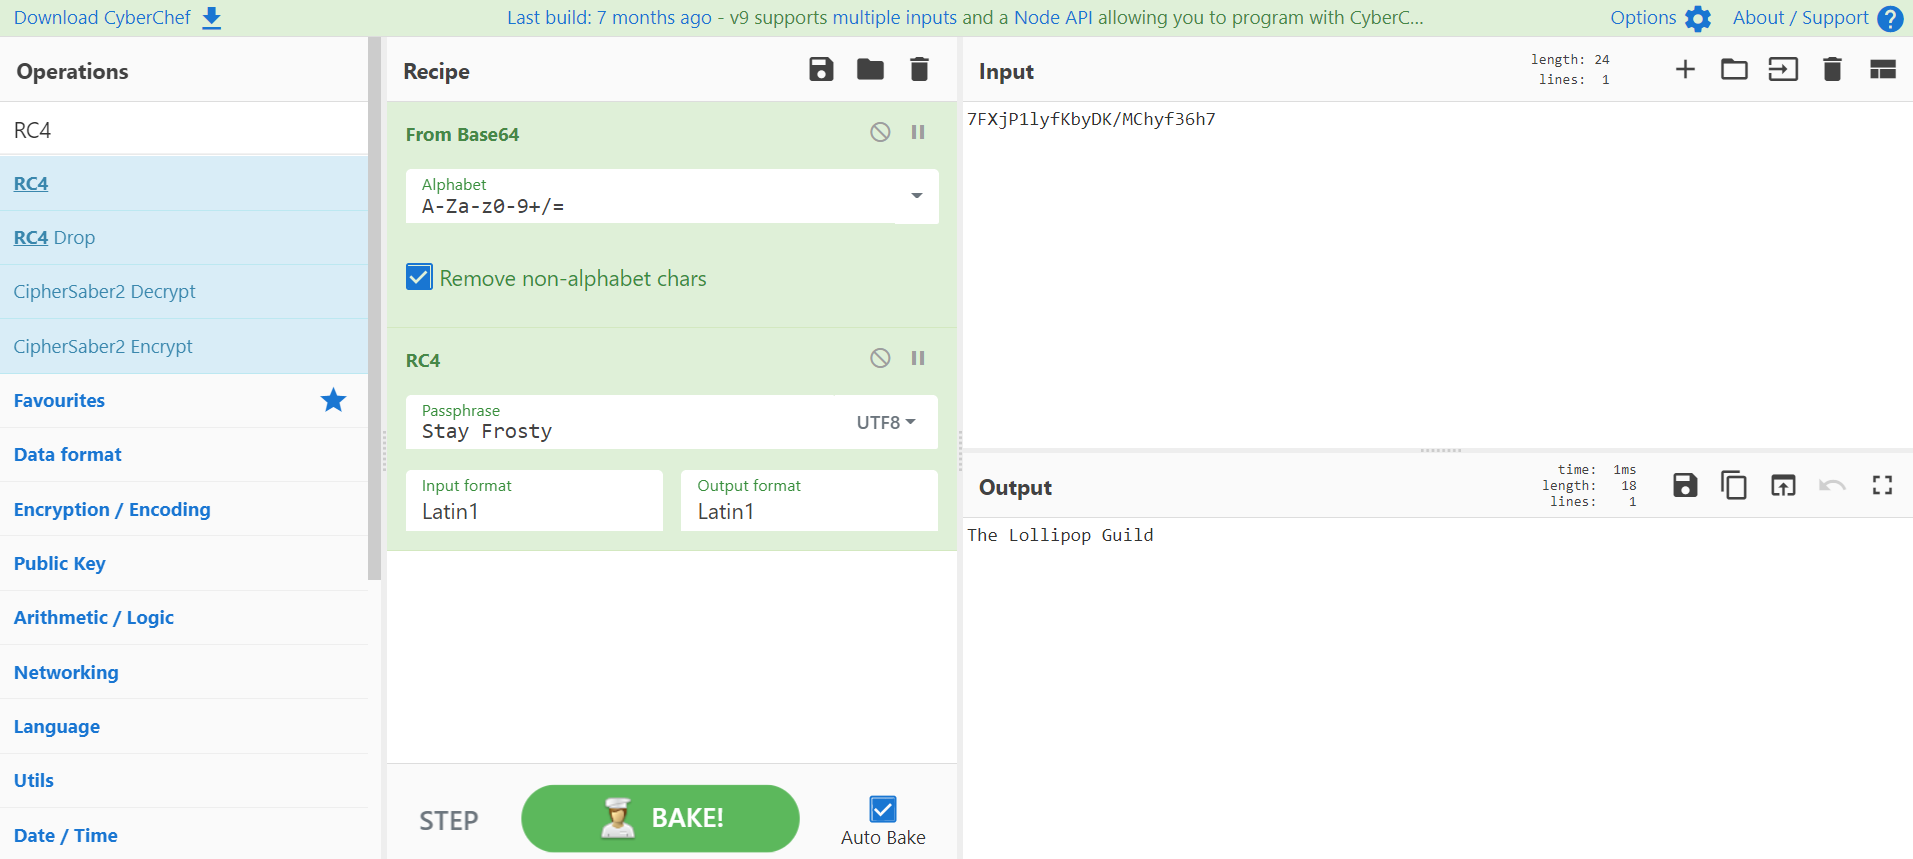 Download CyberChef
Last build: 7 months ago - v9 supports multiple inputs and a Node API allowing you to program with CyberC...
Options
About / Support
Operations
RC4
RC4
RC4 Drop
CipherSaber2 Decrypt
CipherSaber2 Encrypt
Favourites
Data format
Encryption / Encoding
Public Key
Arithmetic / Logic
Networking
Language
Utils
Date / Time
Recipe
From Base64
Alphabet
A-Za-z0-9+/=
Remove non-alphabet chars
RC4
Passphrase
Stay Frosty
UTF8
Input format
Latin1
Output format
Latin1
STEP
BAKE!
Auto Bake
Input
length: 24
lines: 1
7FXjP1lyfKbyDK/MChyf36h7
Output
time: 1ms
length: 18
lines: 1
The Lollipop Guild